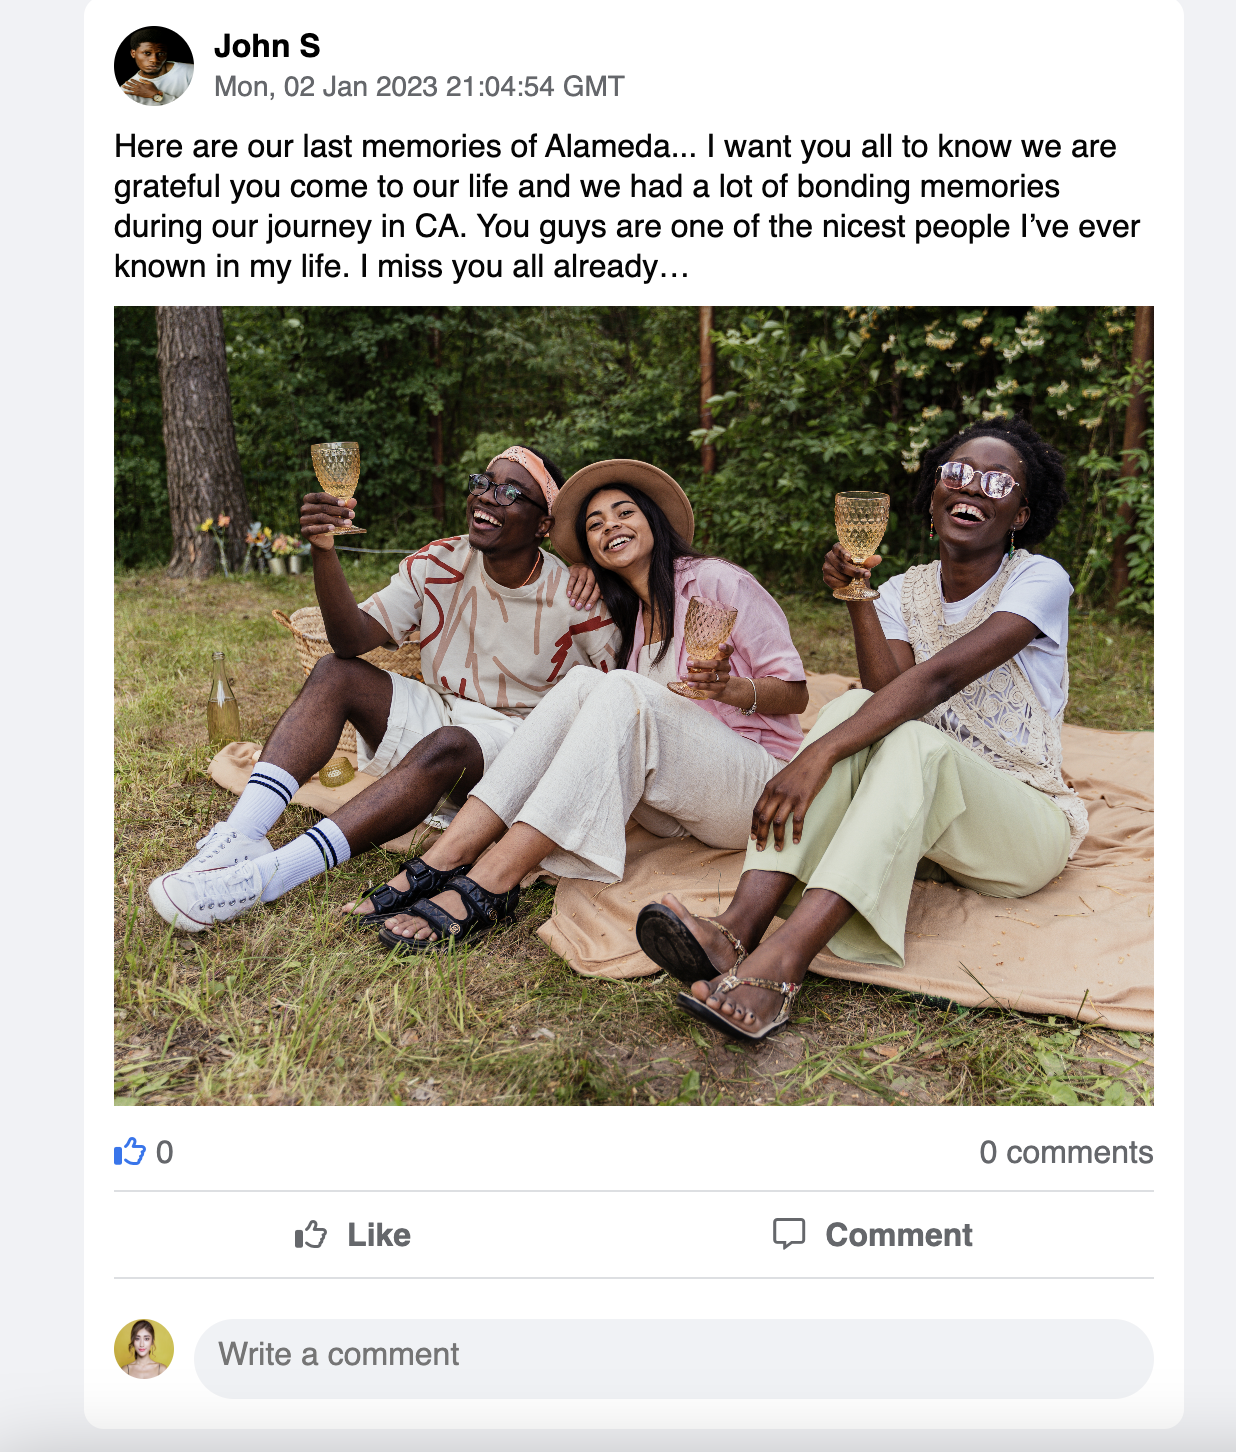 John S
Mon, 02 Jan 2023 21:04:54 GMT
Here are our last memories of Alameda... I want you all to know we are
grateful you come to our life and we had a lot of bonding memories
during our journey in CA. You guys are one of the nicest people I’ve ever
known in my life. I miss you all already…
0
0 comments
Like
Comment
Write a comment